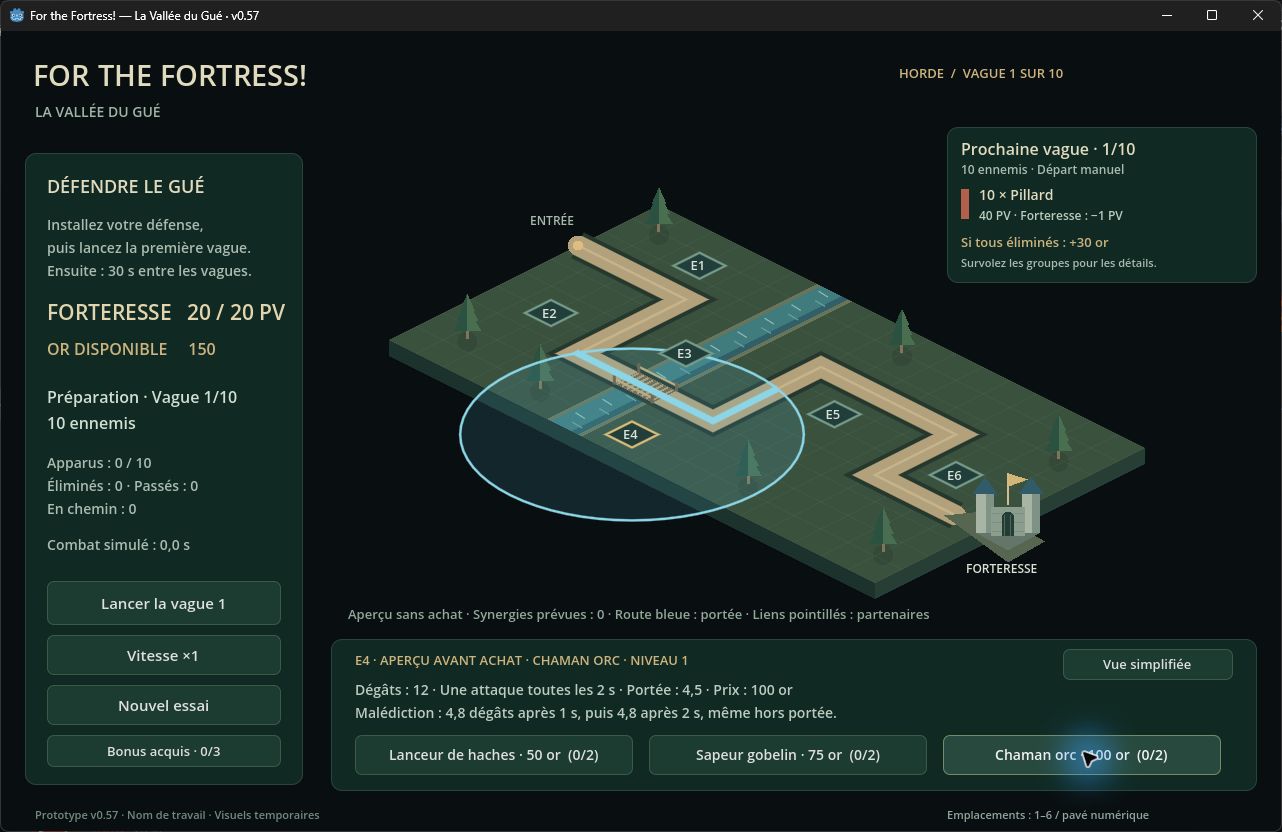 For the Fortress! — La Vallée du Gué · v0.57
FOR THE FORTRESS!
LA VALLÉE DU GUÉ
HORDE / VAGUE 1 SUR 10
DÉFENDRE LE GUÉ
Installez votre défense,
puis lancez la première vague.
Ensuite : 30 s entre les vagues.
FORTERESSE 20 / 20 PV
OR DISPONIBLE 150
Préparation · Vague 1/10
10 ennemis
Apparus : 0 / 10
Éliminés : 0 · Passés : 0
En chemin : 0
Combat simulé : 0,0 s
Lancer la vague 1
Vitesse ×1
Nouvel essai
Bonus acquis · 0/3
Prochaine vague · 1/10
10 ennemis · Départ manuel
10 × Pillard
40 PV · Forteresse : −1 PV
Si tous éliminés : +30 or
Survolez les groupes pour les détails.
ENTRÉE
E1
E2
E3
E4
E5
E6
FORTERESSE
Aperçu sans achat · Synergies prévues : 0 · Route bleue : portée · Liens pointillés : partenaires
E4 · APERÇU AVANT ACHAT · CHAMAN ORC · NIVEAU 1
Vue simplifiée
Dégâts : 12 · Une attaque toutes les 2 s · Portée : 4,5 · Prix : 100 or
Malédiction : 4,8 dégâts après 1 s, puis 4,8 après 2 s, même hors portée.
Lanceur de haches · 50 or (0/2)
Sapeur gobelin · 75 or (0/2)
Chaman orc · 100 or (0/2)
Prototype v0.57 · Nom de travail · Visuels temporaires
Emplacements : 1–6 / pavé numérique